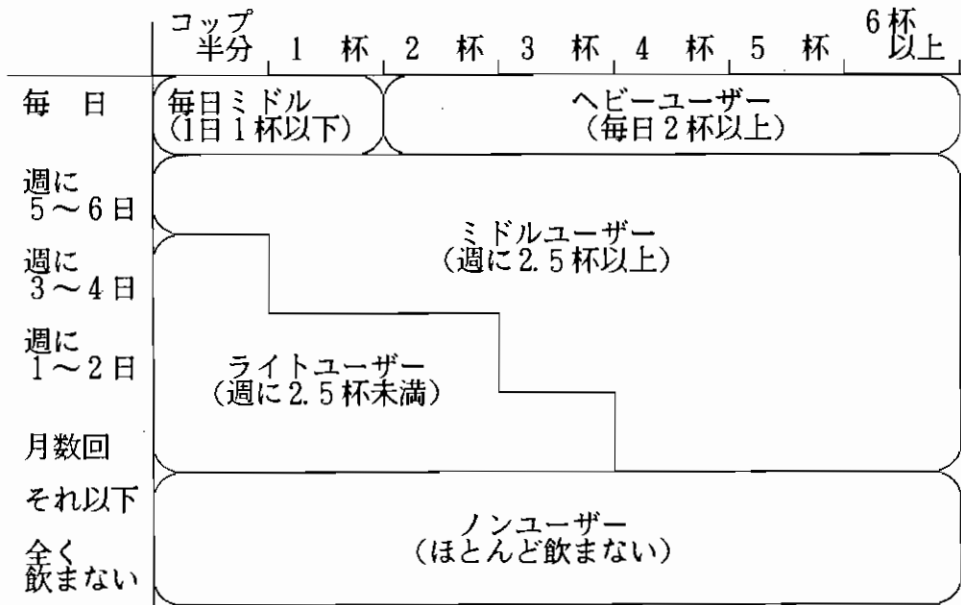 コップ
半分 1 杯 2 杯 3 杯 4 杯 5 杯 6杯
以上
毎 日
毎日ミドル
(1日1杯以下)
ヘビーユーザー
(毎日2杯以上)
週に
5～6日
ミドルユーザー
(週に2.5杯以上)
週に
3～4日
週に
1～2日
ライトユーザー
(週に2.5杯未満)
月数回
それ以下
ノンユーザー
(ほとんど飲まない)
全く
飲まない